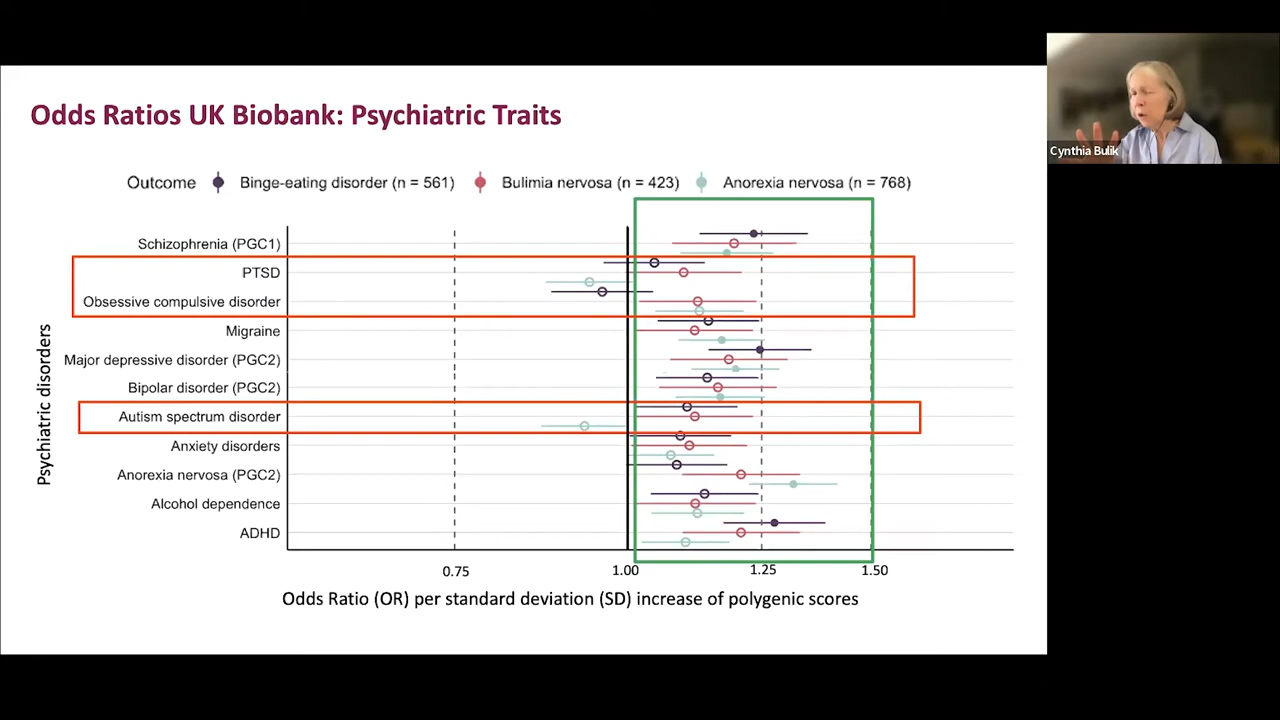 Odds Ratios UK Biobank: Psychiatric Traits
Cynthia Bulik
Outcome Binge-eating disorder (n = 561) Bulimia nervosa (n = 423) Anorexia nervosa (n = 768)
Psychiatric disorders
Schizophrenia (PGC1)
PTSD
Obsessive compulsive disorder
Migraine
Major depressive disorder (PGC2)
Bipolar disorder (PGC2)
Autism spectrum disorder
Anxiety disorders
Anorexia nervosa (PGC2)
Alcohol dependence
ADHD
0.75 1.00 1.25 1.50
Odds Ratio (OR) per standard deviation (SD) increase of polygenic scores